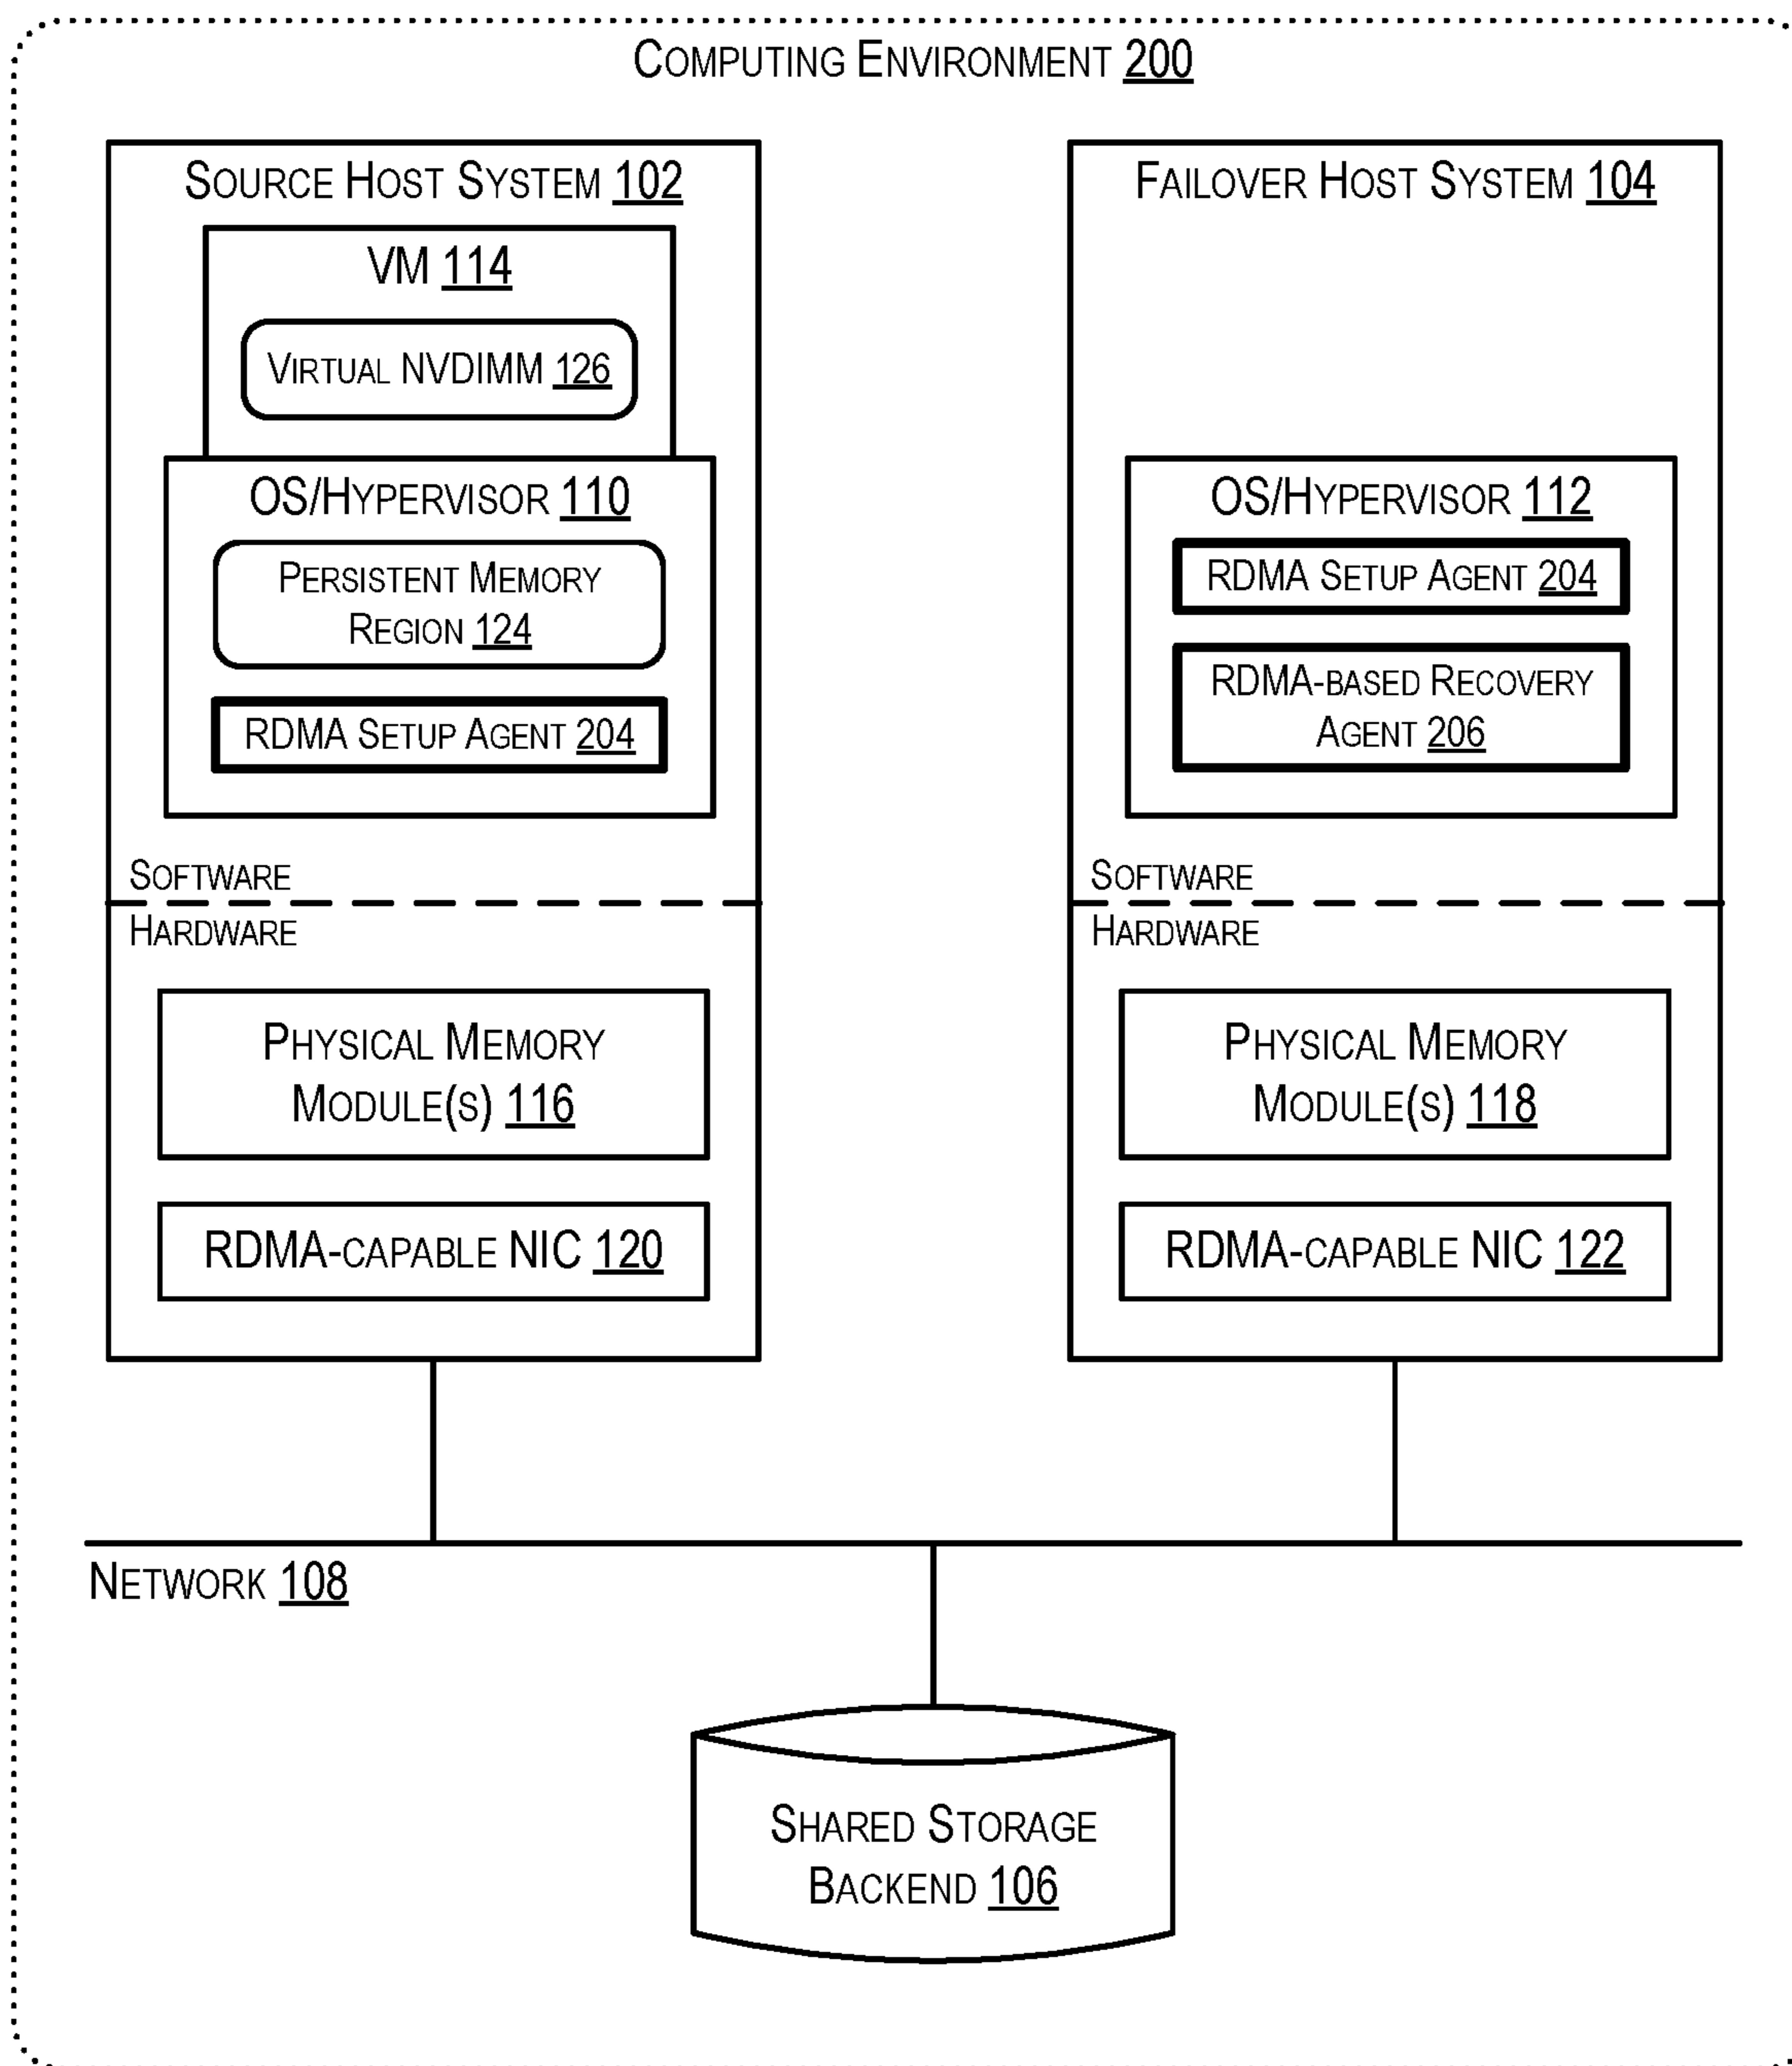 Computing Environment 200
Source Host System 102
VM 114
Virtual NVDIMM 126
OS/Hypervisor 110
Persistent Memory
Region 124
RDMA Setup Agent 204
Software
Hardware
Physical Memory
Module(s) 116
RDMA-capable NIC 120
Failover Host System 104
OS/Hypervisor 112
RDMA Setup Agent 204
RDMA-based Recovery
Agent 206
Software
Hardware
Physical Memory
Module(s) 118
RDMA-capable NIC 122
Network 108
Shared Storage
Backend 106